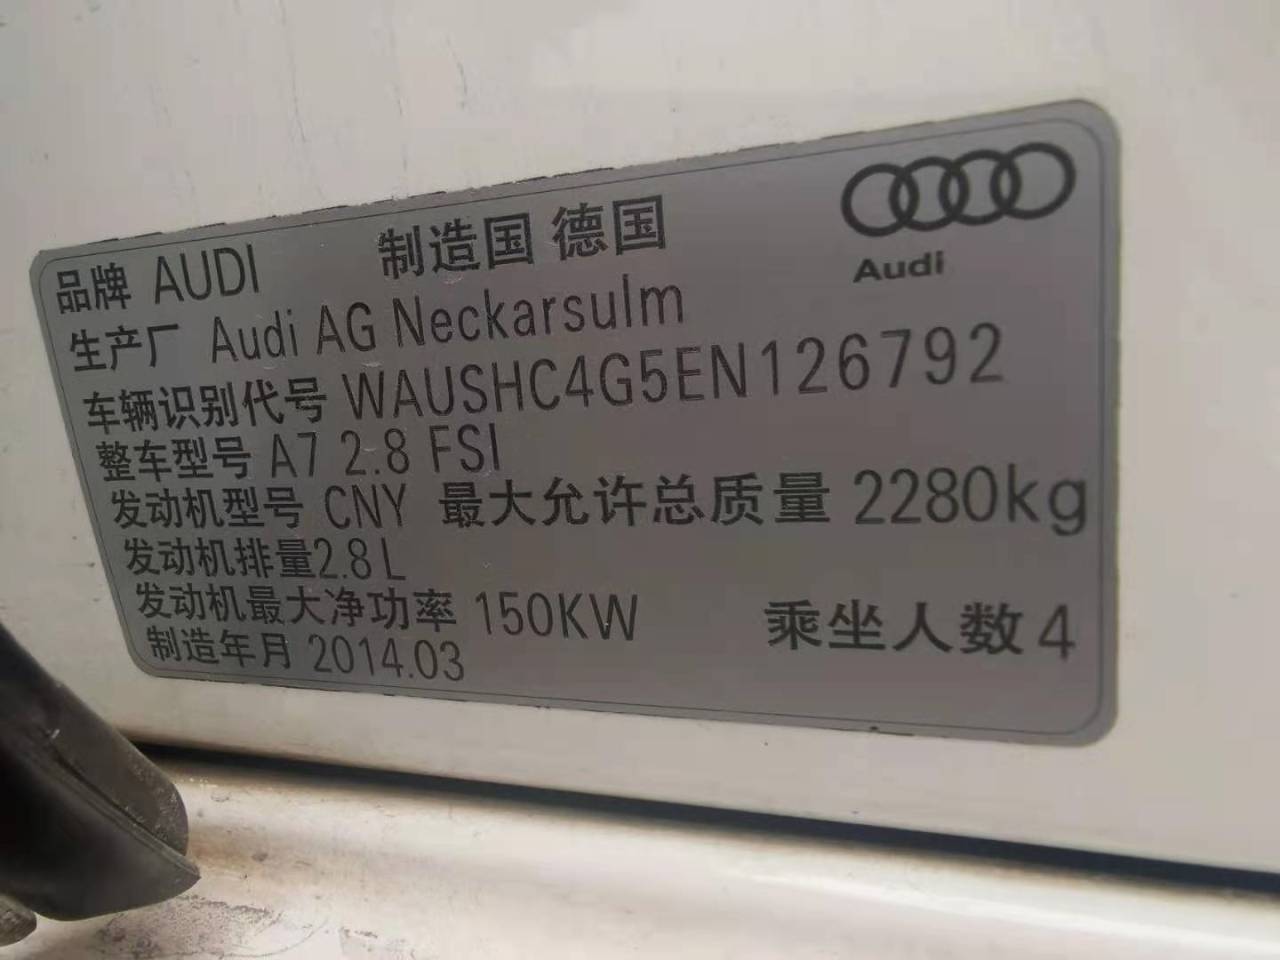 品牌 AUDI 制造国 德国
Audi
生产厂 Audi AG Neckarsulm
车辆识别代号 WAUSHC4G5EN126792
整车型号 A7 2.8 FSI
发动机型号 CNY 最大允许总质量 2280kg
发动机排量2.8L
发动机最大净功率 150KW 乘坐人数4
制造年月 2014.03